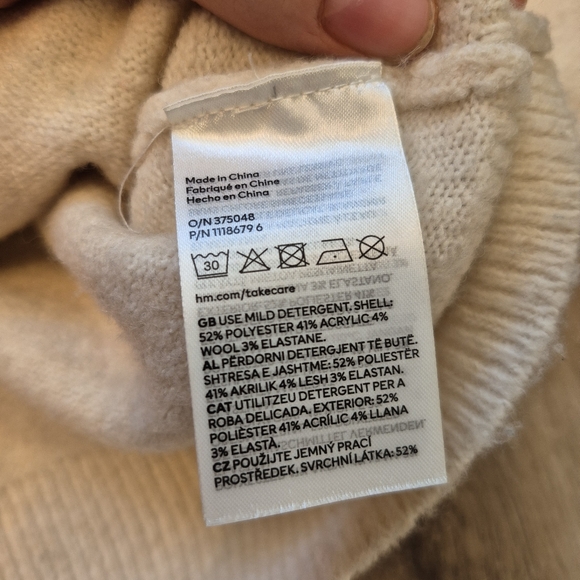 Made in China
Fabriqué en Chine
Hecho en China
O/N 375048
P/N 1118679 6
30
hm.com/takecare
GB USE MILD DETERGENT. SHELL:
52% POLYESTER 41% ACRYLIC 4%
WOOL 3% ELASTANE.
AL PËRDORNI DETERGJENT TË BUTË.
SHTRESA E JASHTME: 52% POLIESTËR
41% AKRILIK 4% LESH 3% ELASTAN.
CAT UTILITZEU DETERGENT PER A
ROBA DELICADA. EXTERIOR: 52%
POLIÈSTER 41% ACRÍLIC 4% LLANA
3% ELASTÀ.
CZ POUŽIJTE JEMNÝ PRACÍ
PROSTŘEDEK. SVRCHNÍ LÁTKA: 52%